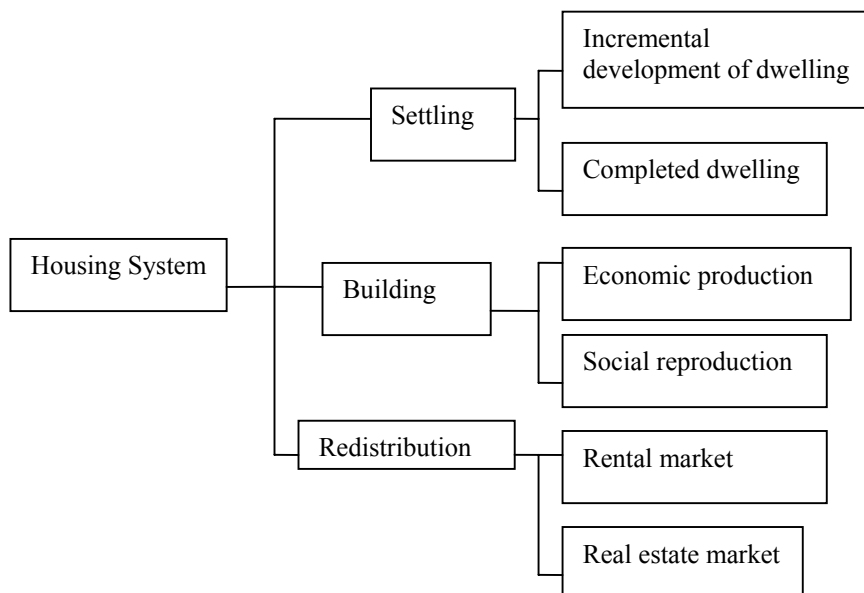 Housing System
Settling
Incremental
development of dwelling
Completed dwelling
Building
Economic production
Social reproduction
Redistribution
Rental market
Real estate market